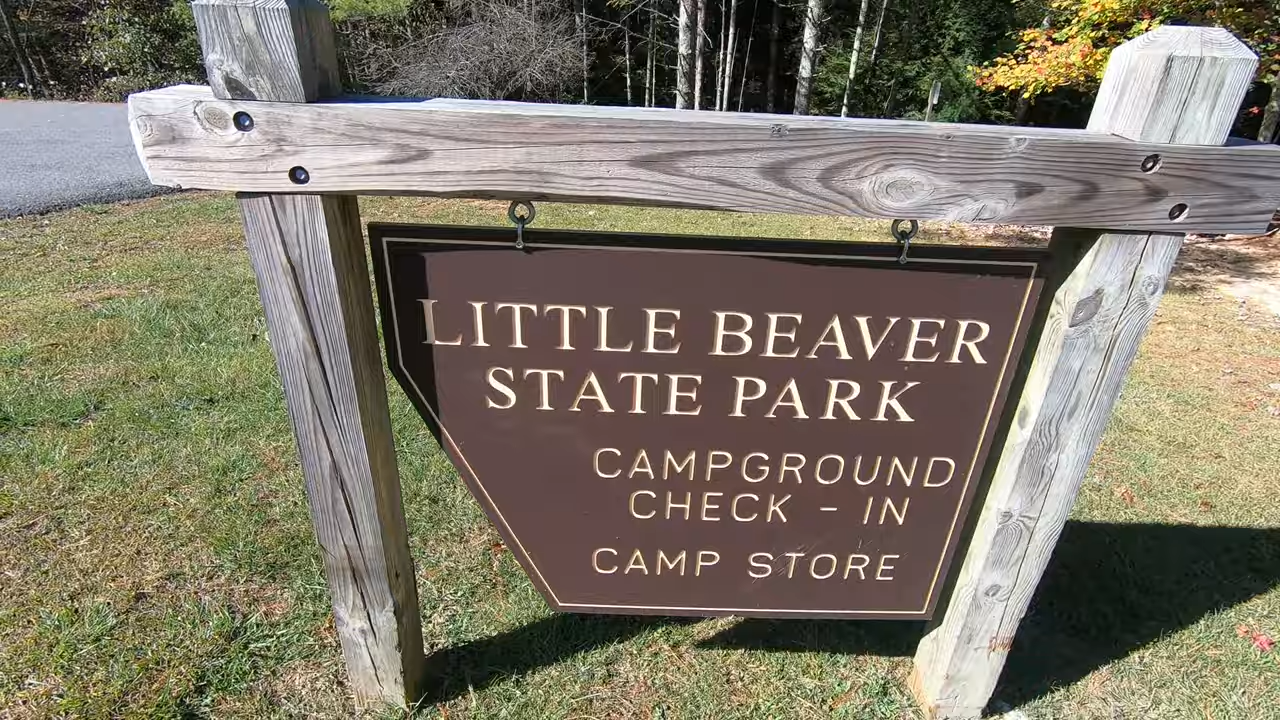 LITTLE BEAVER
STATE PARK
CAMPGROUND
CHECK - IN
CAMP STORE